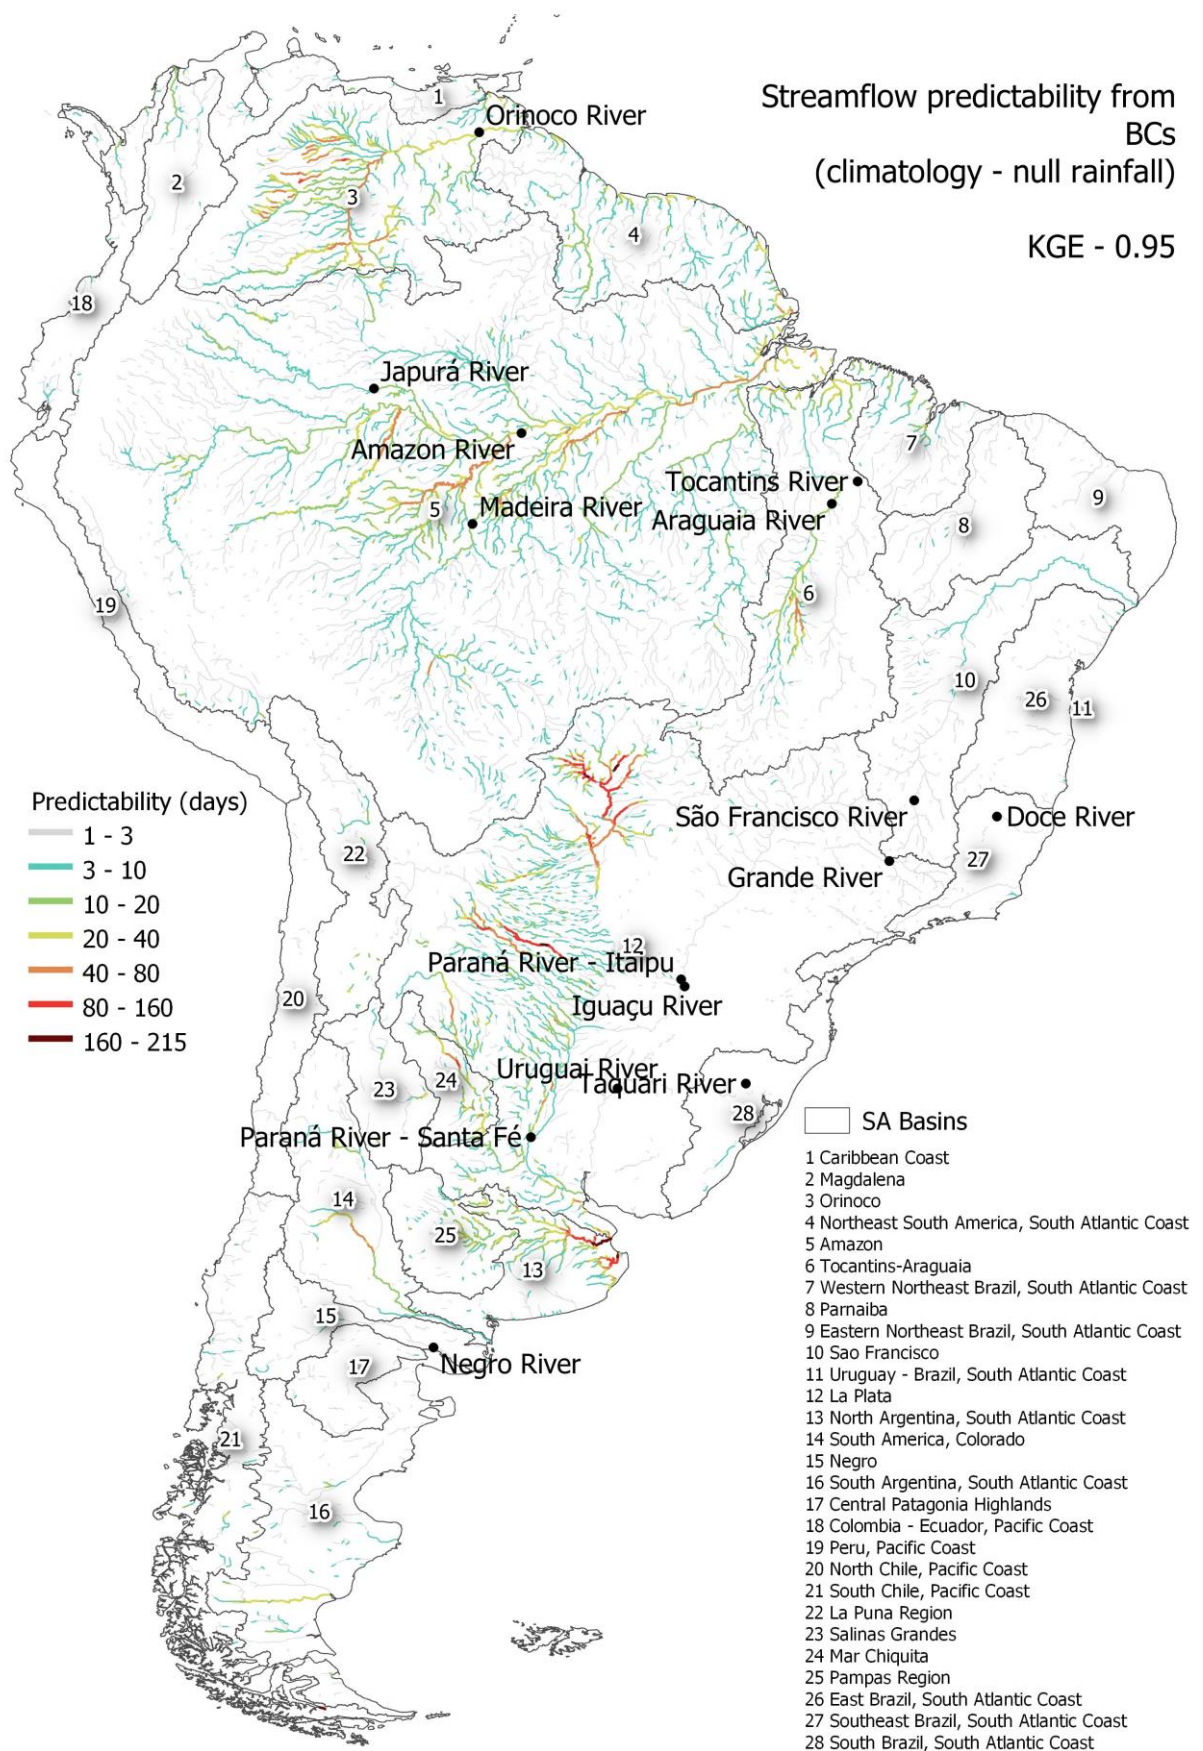 Streamflow predictability from
BCs
(climatology - null rainfall)
KGE - 0.95
1
Orinoco River
2
3
4
18
Japurá River
Amazon River
7
Tocantins River
9
5
Madeira River
Araguaia River
8
19
6
10
26
11
Predictability (days)
1 - 3
3 - 10
10 - 20
20 - 40
40 - 80
80 - 160
160 - 215
São Francisco River
Doce River
22
27
Grande River
12
Paraná River - Itaipu
20
Iguaçu River
Uruguai River
Taquari River
23
24
28
Paraná River - Santa Fé
14
25
13
15
Negro River
17
21
16
SA Basins
1 Caribbean Coast
2 Magdalena
3 Orinoco
4 Northeast South America, South Atlantic Coast
5 Amazon
6 Tocantins-Araguaia
7 Western Northeast Brazil, South Atlantic Coast
8 Parnaiba
9 Eastern Northeast Brazil, South Atlantic Coast
10 Sao Francisco
11 Uruguay - Brazil, South Atlantic Coast
12 La Plata
13 North Argentina, South Atlantic Coast
14 South America, Colorado
15 Negro
16 South Argentina, South Atlantic Coast
17 Central Patagonia Highlands
18 Colombia - Ecuador, Pacific Coast
19 Peru, Pacific Coast
20 North Chile, Pacific Coast
21 South Chile, Pacific Coast
22 La Puna Region
23 Salinas Grandes
24 Mar Chiquita
25 Pampas Region
26 East Brazil, South Atlantic Coast
27 Southeast Brazil, South Atlantic Coast
28 South Brazil, South Atlantic Coast